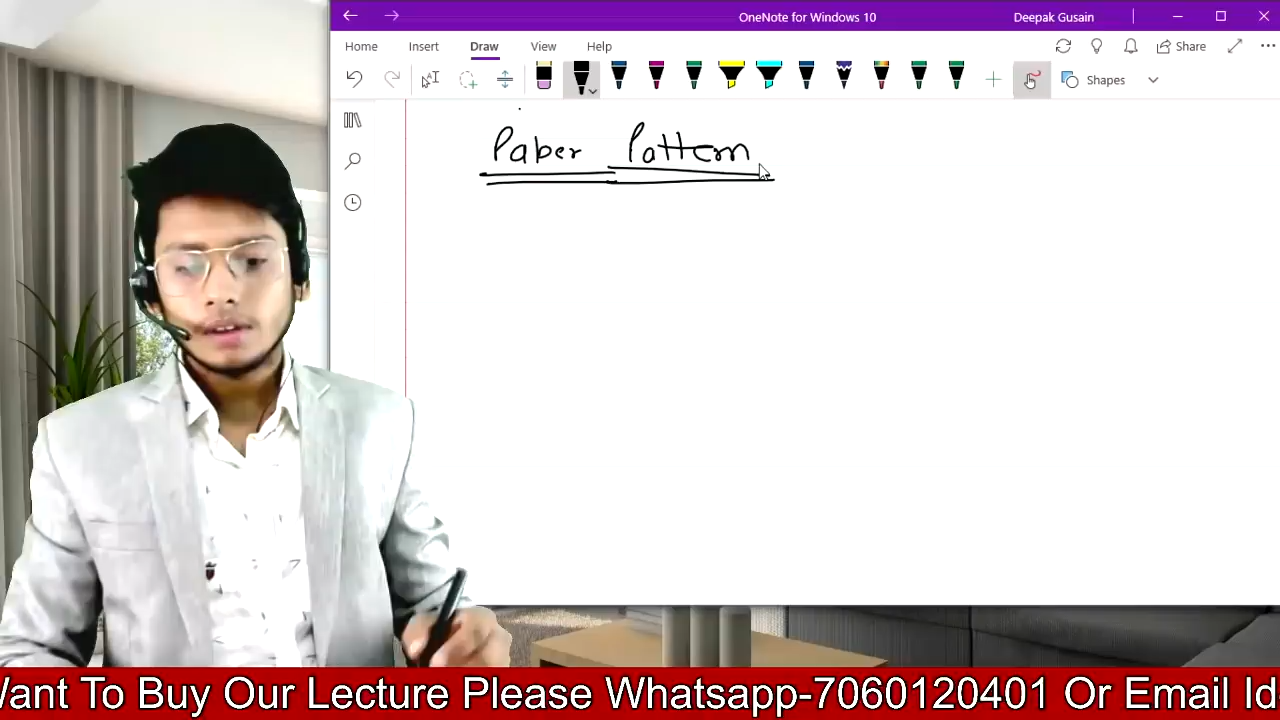 OneNote for Windows 10
Deepak Gusain
Home Insert Draw View Help
Share
Shapes
Paber Pattern
Want To Buy Our Lecture Please Whatsapp-7060120401 Or Email Id